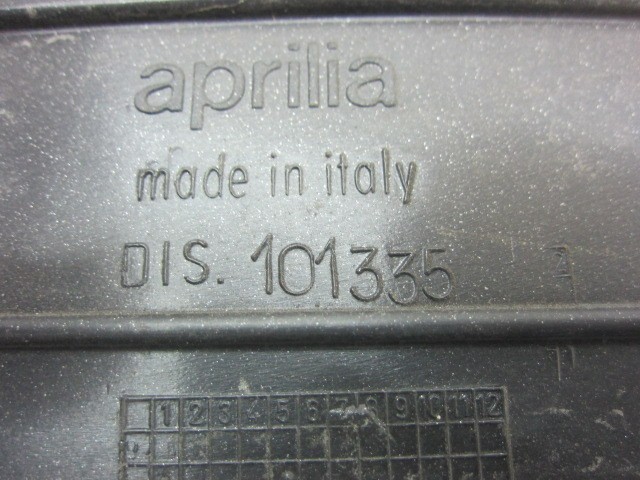 aprilia
made in italy
DIS. 101335
1 2 3 4 5 6 7 8 9 10 11 12